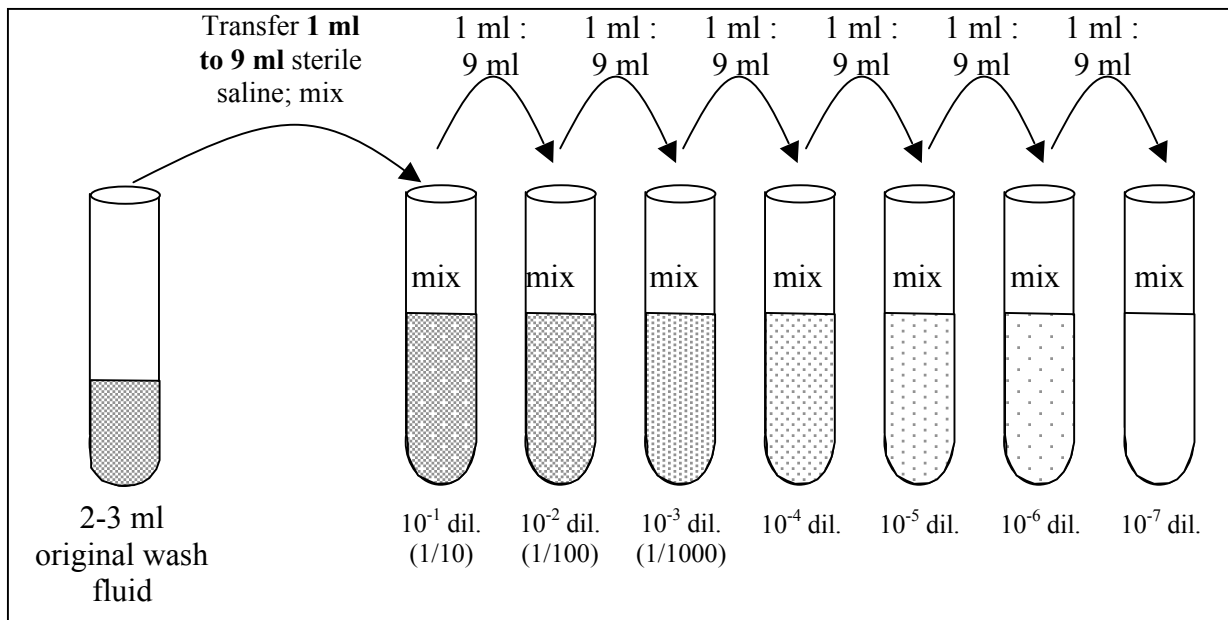 Transfer 1 ml
to 9 ml sterile
saline; mix
1 ml :
9 ml
1 ml :
9 ml
1 ml :
9 ml
1 ml :
9 ml
1 ml :
9 ml
1 ml :
9 ml
mix
mix
mix
mix
mix
mix
2-3 ml
original wash
fluid
10⁻¹ dil.
(1/10)
10⁻² dil.
(1/100)
10⁻³ dil.
(1/1000)
10⁻⁴ dil.
10⁻⁵ dil.
10⁻⁶ dil.
10⁻⁷ dil.